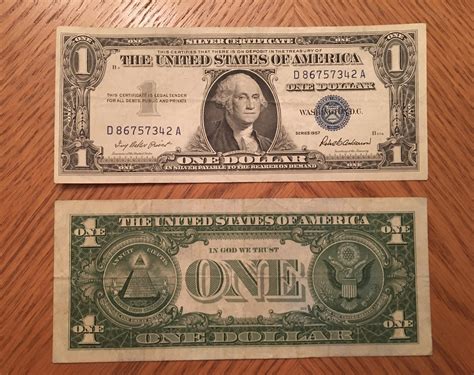 SILVER CERTIFICATE
THIS CERTIFIES THAT THERE IS ON DEPOSIT IN THE TREASURY OF
THE UNITED STATES OF AMERICA
D 86757342 A
ONE DOLLAR
1
THIS CERTIFICATE IS LEGAL TENDER
FOR ALL DEBTS, PUBLIC AND PRIVATE
WASHINGTON, D.C.
D 86757342 A
SERIES 1957
ONE DOLLAR
IN SILVER PAYABLE TO THE BEARER ON DEMAND
1
1
1
1
THE UNITED STATES OF AMERICA
ONE
ONE
IN GOD WE TRUST
ONE
ONE
ONE
ONE DOLLAR